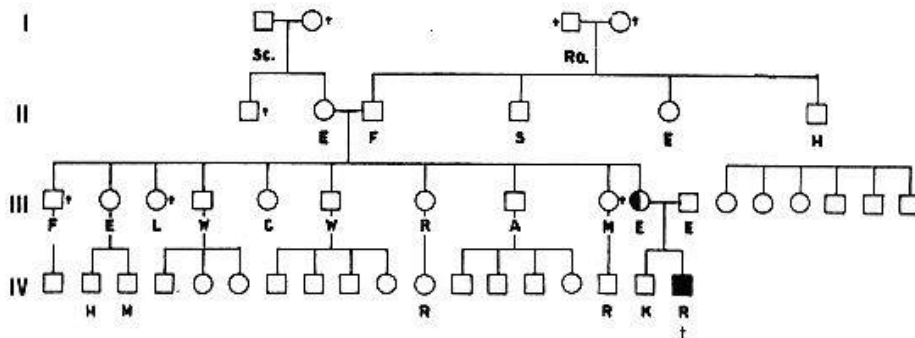 I
Sc. Ro.
II
E F S E H
III
F E L W C W R A M E E
IV
H M R R K R